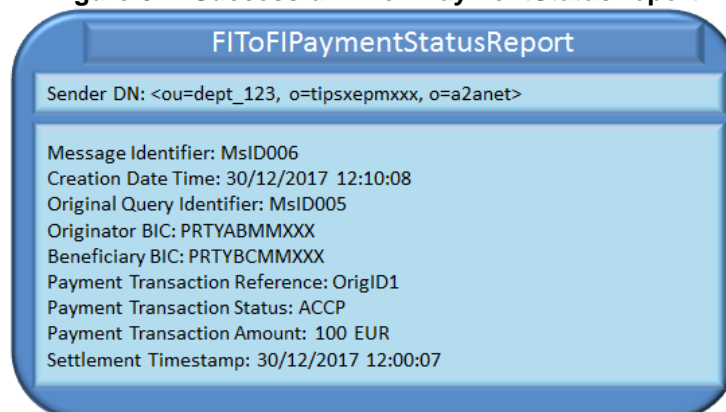 FIToFIPaymentStatusReport
Sender DN: <ou=dept_123, o=tipsxepmxxx, o=a2anet>
Message Identifier: MsID006
Creation Date Time: 30/12/2017 12:10:08
Original Query Identifier: MsID005
Originator BIC: PRTYABMMXXX
Beneficiary BIC: PRTYBCMMXXX
Payment Transaction Reference: OrigID1
Payment Transaction Status: ACCP
Payment Transaction Amount: 100 EUR
Settlement Timestamp: 30/12/2017 12:00:07